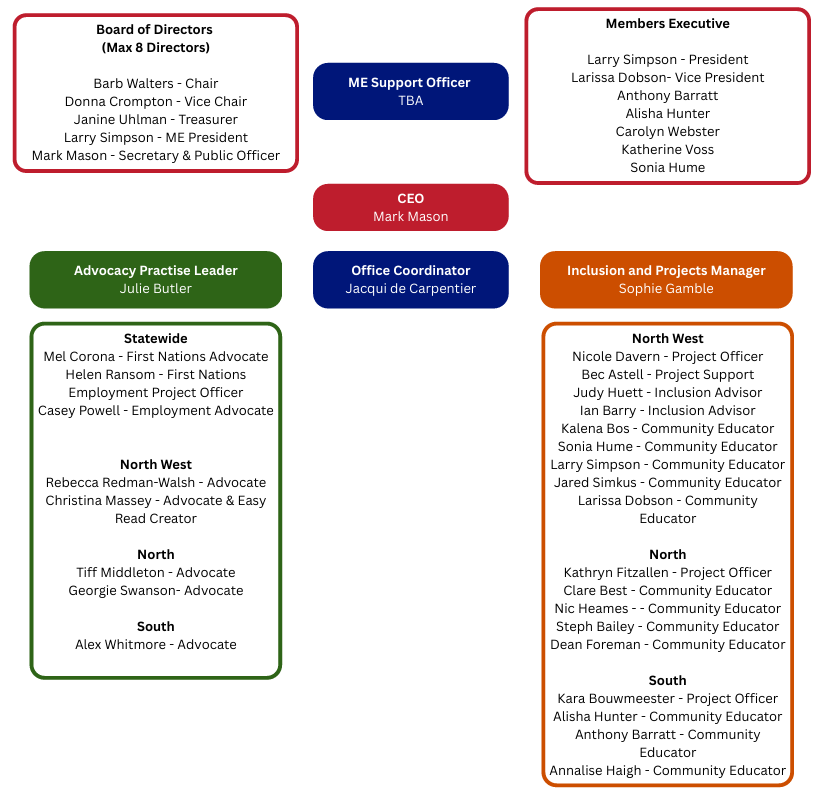 Board of Directors
(Max 8 Directors)
Barb Walters - Chair
Donna Crompton - Vice Chair
Janine Uhlman - Treasurer
Larry Simpson - ME President
Mark Mason - Secretary & Public Officer
ME Support Officer
TBA
Members Executive
Larry Simpson - President
Larissa Dobson- Vice President
Anthony Barratt
Alisha Hunter
Carolyn Webster
Katherine Voss
Sonia Hume
CEO
Mark Mason
Advocacy Practise Leader
Julie Butler
Office Coordinator
Jacqui de Carpentier
Inclusion and Projects Manager
Sophie Gamble
Statewide
Mel Corona - First Nations Advocate
Helen Ransom - First Nations
Employment Project Officer
Casey Powell - Employment Advocate
North West
Rebecca Redman-Walsh - Advocate
Christina Massey - Advocate & Easy
Read Creator
North
Tiff Middleton - Advocate
Georgie Swanson- Advocate
South
Alex Whitmore - Advocate
North West
Nicole Davern - Project Officer
Bec Astell - Project Support
Judy Huett - Inclusion Advisor
Ian Barry - Inclusion Advisor
Kalena Bos - Community Educator
Sonia Hume - Community Educator
Larry Simpson - Community Educator
Jared Simkus - Community Educator
Larissa Dobson - Community
Educator
North
Kathryn Fitzallen - Project Officer
Clare Best - Community Educator
Nic Heames - - Community Educator
Steph Bailey - Community Educator
Dean Foreman - Community Educator
South
Kara Bouwmeester - Project Officer
Alisha Hunter - Community Educator
Anthony Barratt - Community
Educator
Annalise Haigh - Community Educator